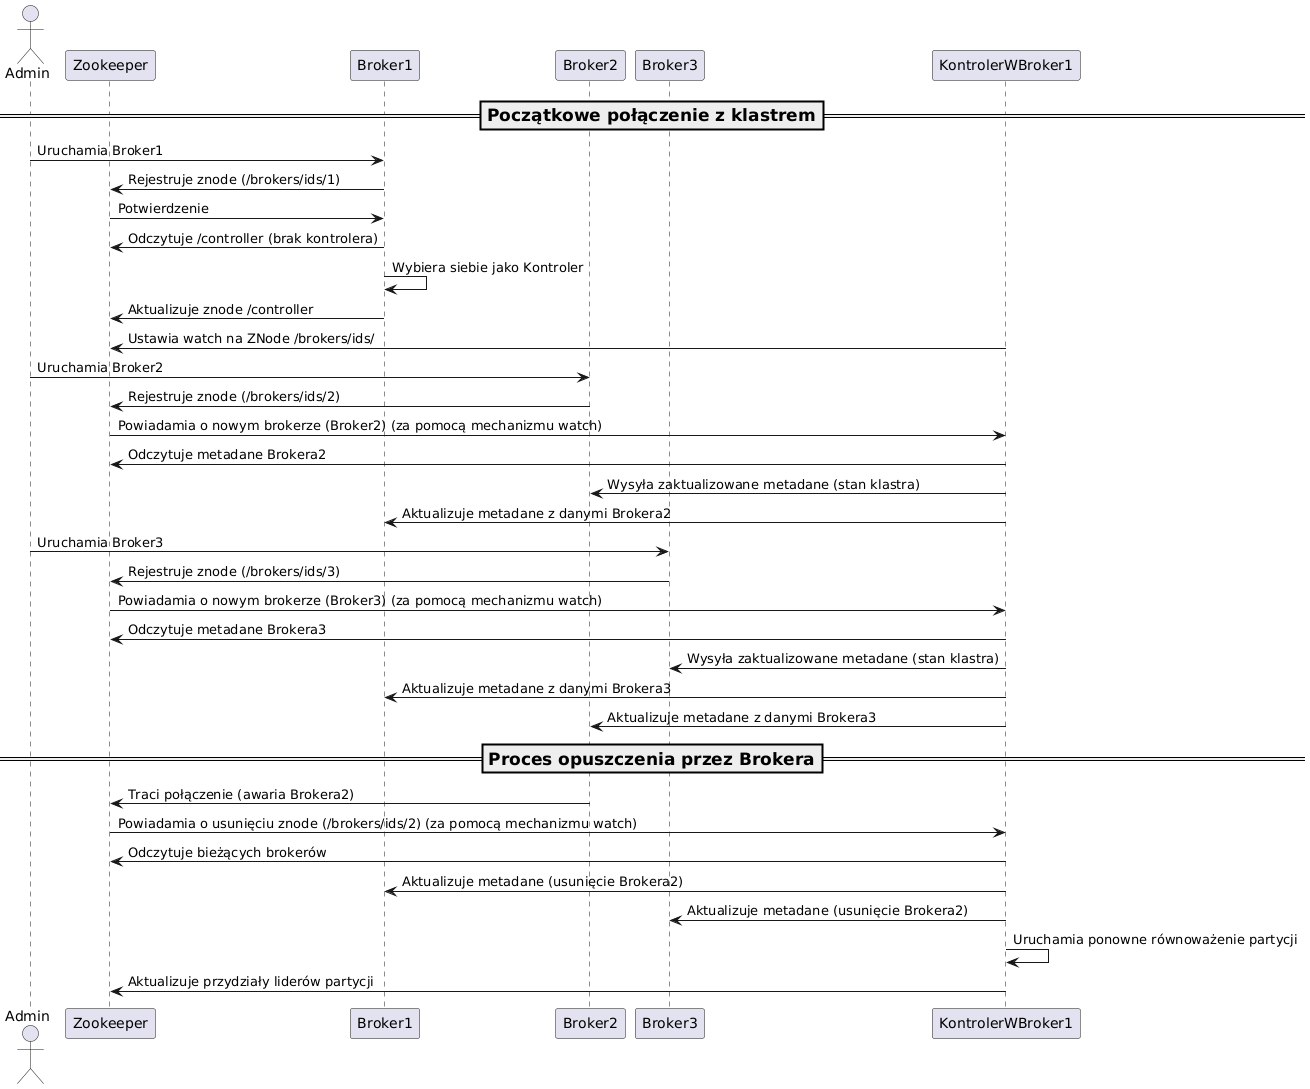 Admin
Zookeeper
Broker1
Broker2
Broker3
KontrolerWBroker1
Początkowe połączenie z klastrem
Uruchamia Broker1
Rejestruje znode (/brokers/ids/1)
Potwierdzenie
Odczytuje /controller (brak kontrolera)
Wybiera siebie jako Kontroler
Aktualizuje znode /controller
Ustawia watch na ZNode /brokers/ids/
Uruchamia Broker2
Rejestruje znode (/brokers/ids/2)
Powiadamia o nowym brokerze (Broker2) (za pomocą mechanizmu watch)
Odczytuje metadane Brokera2
Wysyła zaktualizowane metadane (stan klastra)
Aktualizuje metadane z danymi Brokera2
Uruchamia Broker3
Rejestruje znode (/brokers/ids/3)
Powiadamia o nowym brokerze (Broker3) (za pomocą mechanizmu watch)
Odczytuje metadane Brokera3
Wysyła zaktualizowane metadane (stan klastra)
Aktualizuje metadane z danymi Brokera3
Aktualizuje metadane z danymi Brokera3
Proces opuszczenia przez Brokera
Traci połączenie (awaria Brokera2)
Powiadamia o usunięciu znode (/brokers/ids/2) (za pomocą mechanizmu watch)
Odczytuje bieżących brokerów
Aktualizuje metadane (usunięcie Brokera2)
Aktualizuje metadane (usunięcie Brokera2)
Uruchamia ponowne równoważenie partycji
Aktualizuje przydziały liderów partycji
Admin
Zookeeper
Broker1
Broker2
Broker3
KontrolerWBroker1